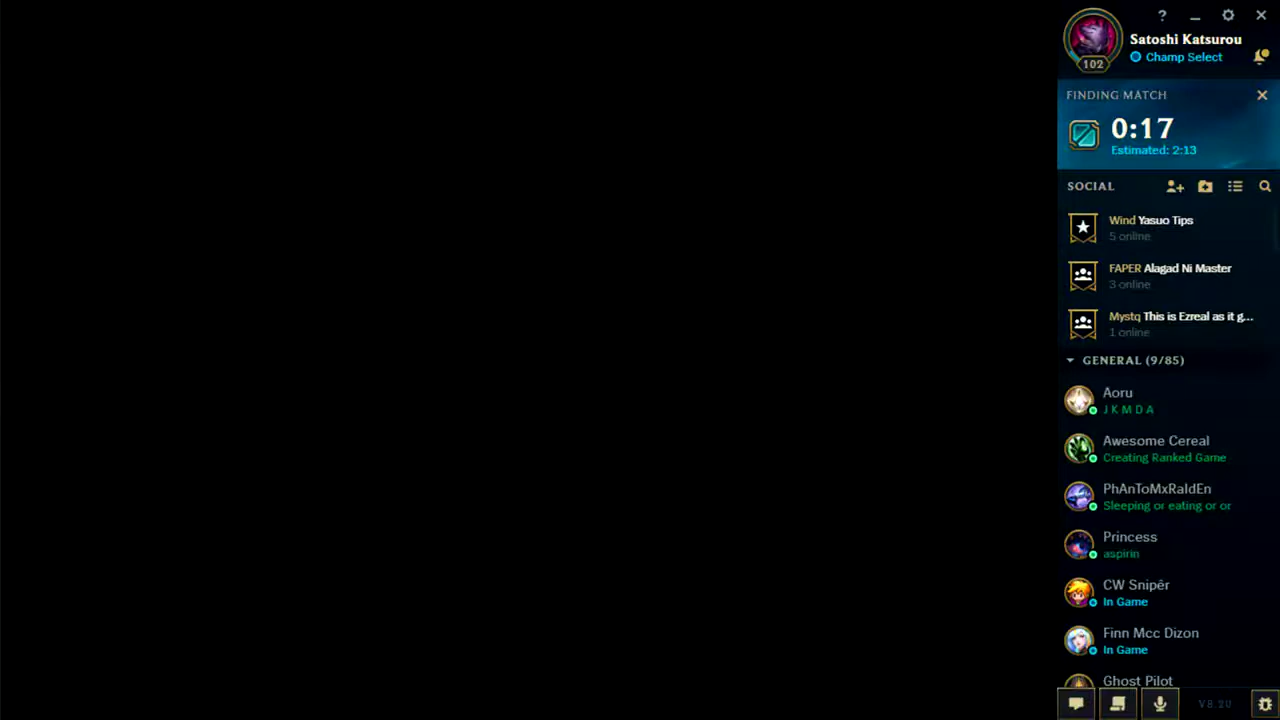 ?
Satoshi Katsurou
Champ Select
102
FINDING MATCH
0:17
Estimated: 2:13
SOCIAL
Wind Yasuo Tips
5 online
FAPER Alagad Ni Master
3 online
Mystq This is Ezreal as it g...
1 online
GENERAL (9/85)
Aoru
J K M D A
Awesome Cereal
Creating Ranked Game
PhAnToMxRaIdEn
Sleeping or eating or or
Princess
aspirin
CW Snipêr
In Game
Finn Mcc Dizon
In Game
Ghost Pilot
V8.20